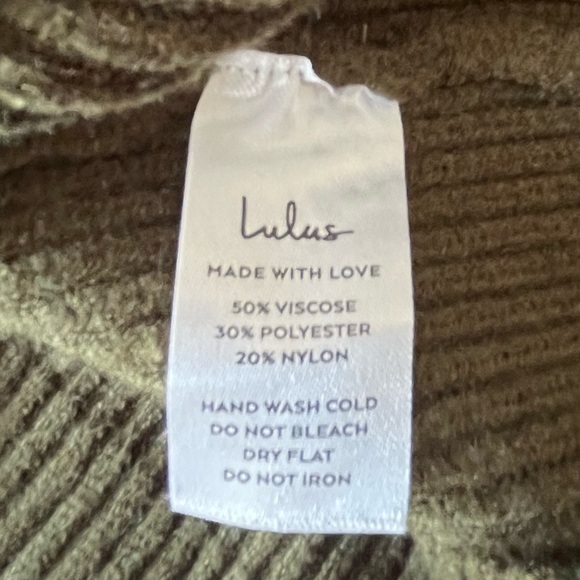 Lulus
MADE WITH LOVE
50% VISCOSE
30% POLYESTER
20% NYLON
HAND WASH COLD
DO NOT BLEACH
DRY FLAT
DO NOT IRON